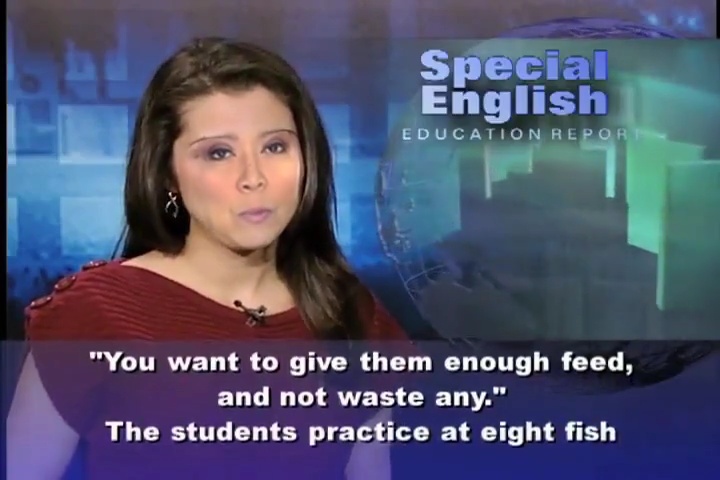 Special
English
EDUCATION REPORT
"You want to give them enough feed,
and not waste any."
The students practice at eight fish